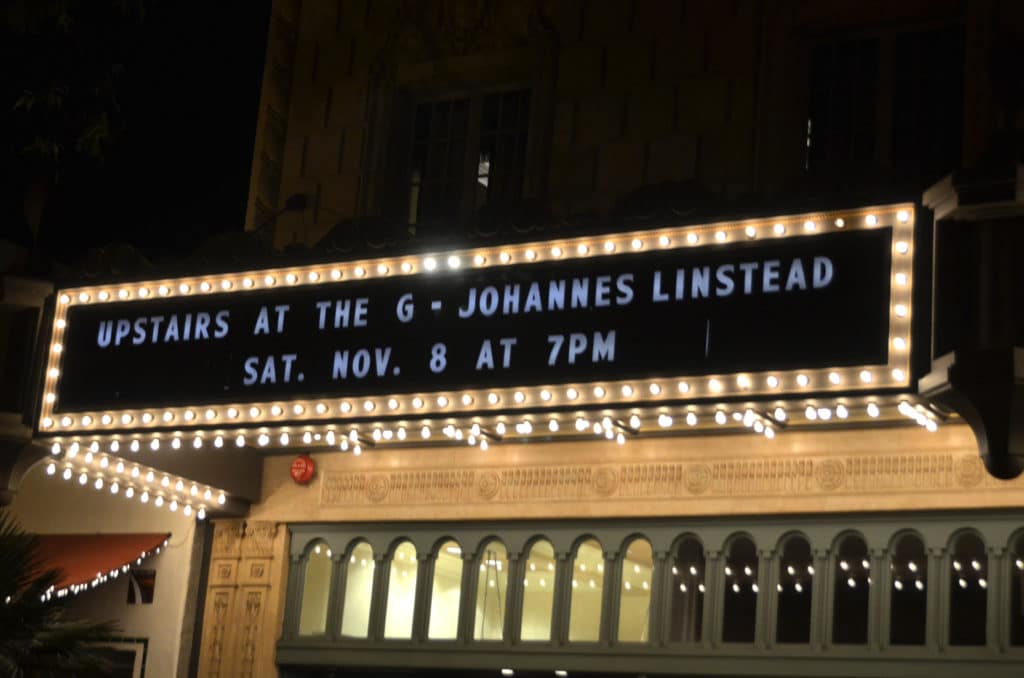 UPSTAIRS AT THE G - JOHANNES LINSTEAD
SAT. NOV. 8 AT 7PM